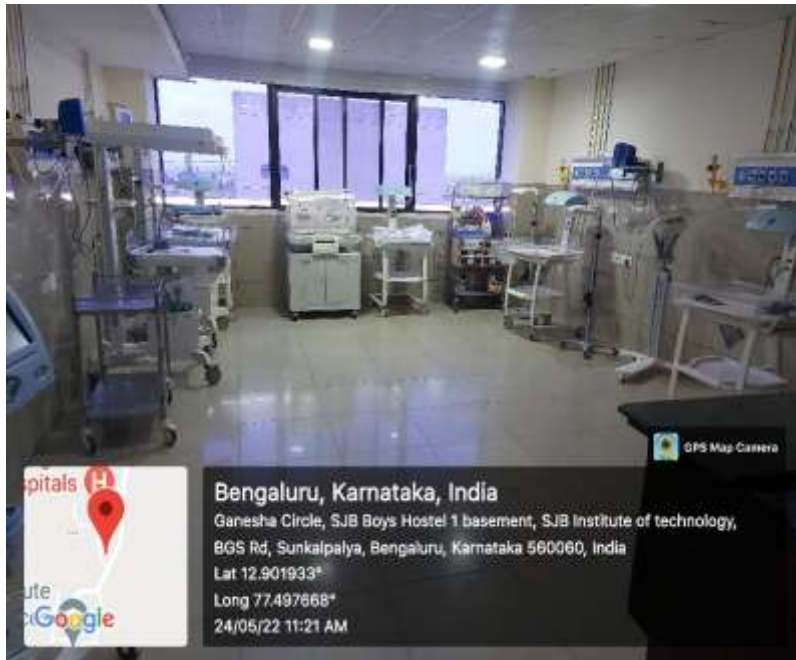 GPS Map Camera
spitals H
ute
Google
Bengaluru, Karnataka, India
Ganesha Circle, SJB Boys Hostel 1 basement, SJB Institute of technology,
BGS Rd, Sunkalpalya, Bengaluru, Karnataka 560060, India
Lat 12.901933°
Long 77.497668°
24/05/22 11:21 AM